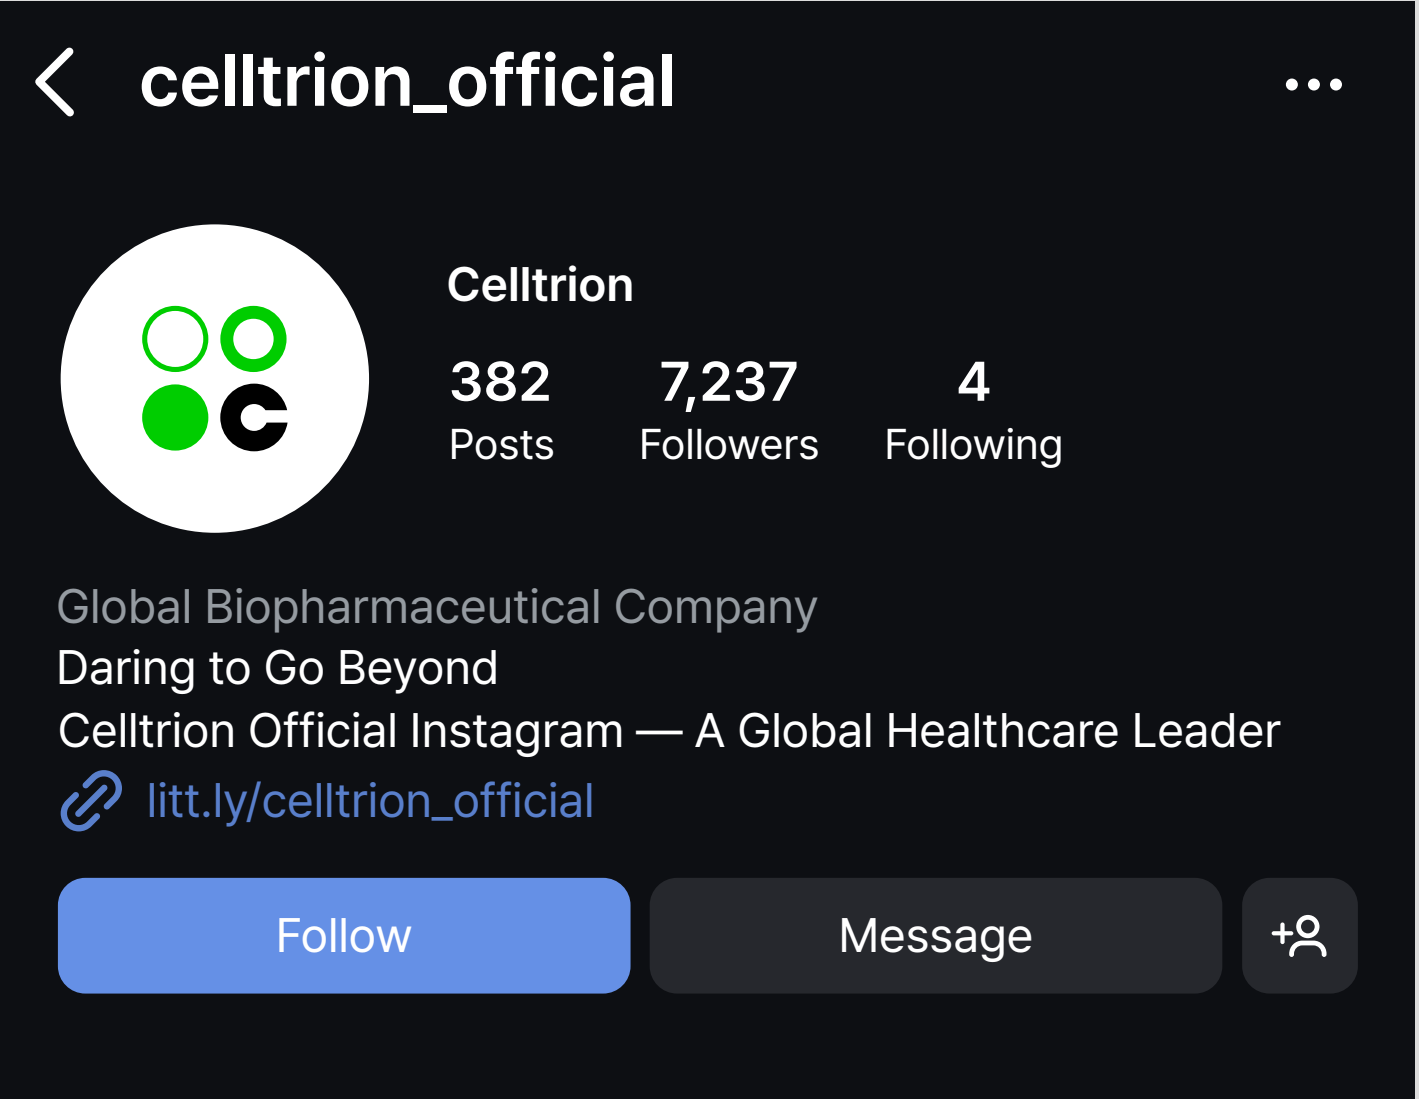 celltrion_official
Celltrion
382 7,237 4
Posts Followers Following
Global Biopharmaceutical Company
Daring to Go Beyond
Celltrion Official Instagram — A Global Healthcare Leader
litt.ly/celltrion_official
Follow Message